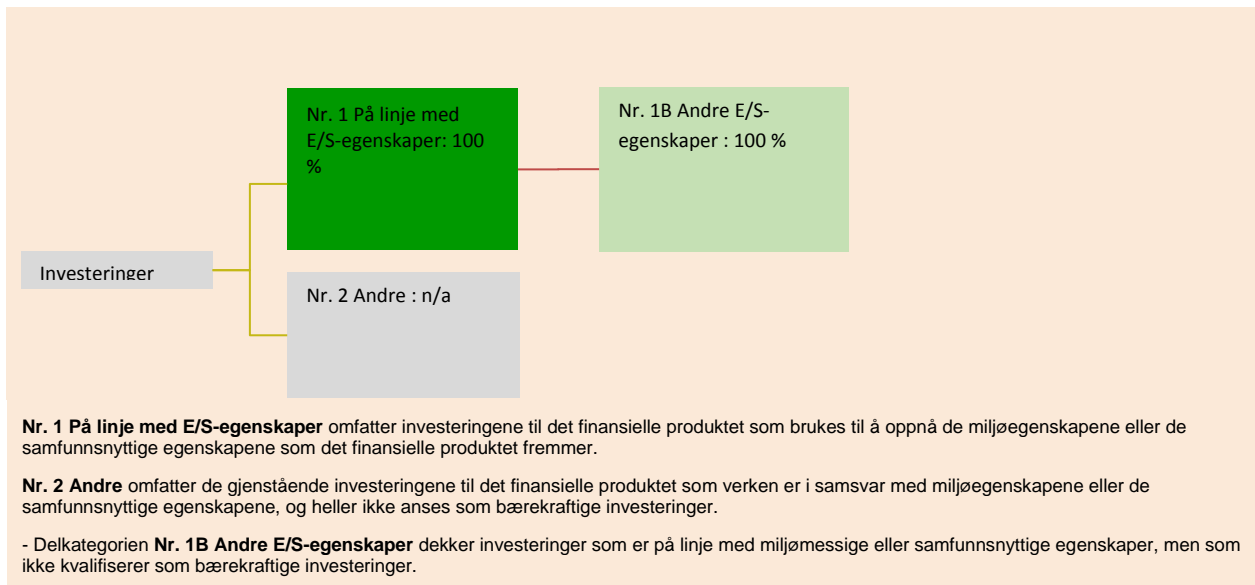 Nr. 1 På linje med
E/S-egenskaper: 100
%
Nr. 1B Andre E/S-
egenskaper : 100 %
Investeringer
Nr. 2 Andre : n/a
Nr. 1 På linje med E/S-egenskaper omfatter investeringene til det finansielle produktet som brukes til å oppnå de miljøegenskapene eller de
samfunnsnyttige egenskapene som det finansielle produktet fremmer.
Nr. 2 Andre omfatter de gjenstående investeringene til det finansielle produktet som verken er i samsvar med miljøegenskapene eller de
samfunnsnyttige egenskapene, og heller ikke anses som bærekraftige investeringer.
- Delkategorien Nr. 1B Andre E/S-egenskaper dekker investeringer som er på linje med miljømessige eller samfunnsnyttige egenskaper, men som
ikke kvalifiserer som bærekraftige investeringer.